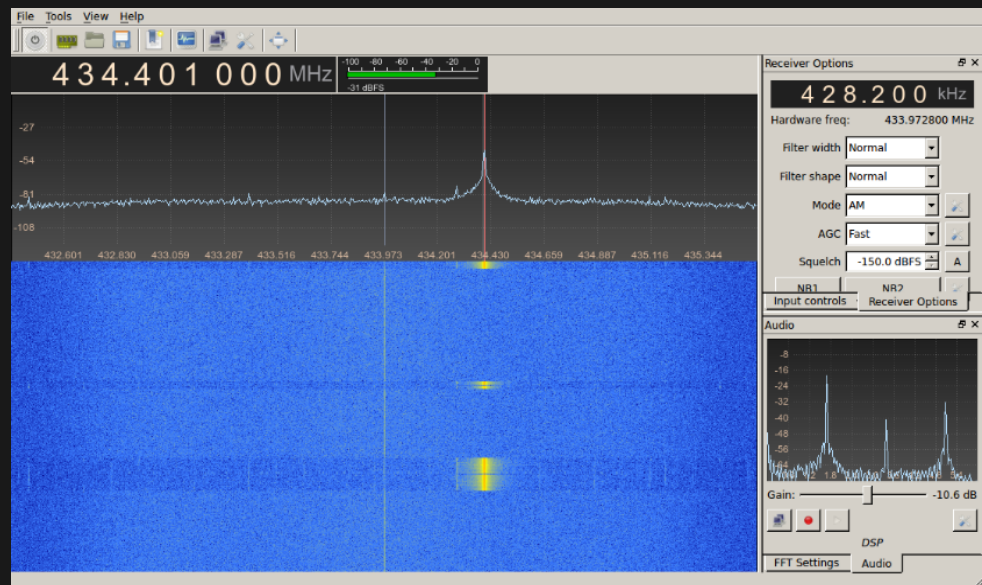 File Tools View Help
434.401 000 MHz
-100 -80 -60 -40 -20 0
-31 dBFS
-27
-54
-81
-108
432.601 432.830 433.059 433.287 433.516 433.744 433.973 434.201 434.430 434.659 434.887 435.116 435.344
Receiver Options
428.200 kHz
Hardware freq: 433.972800 MHz
Filter width Normal
Filter shape Normal
Mode AM
AGC Fast
Squelch -150.0 dBFS A
NB1 NB2
Input controls Receiver Options
Audio
-8
-16
-24
-32
-40
-48
-56
-64
Gain: -10.6 dB
DSP
FFT Settings Audio